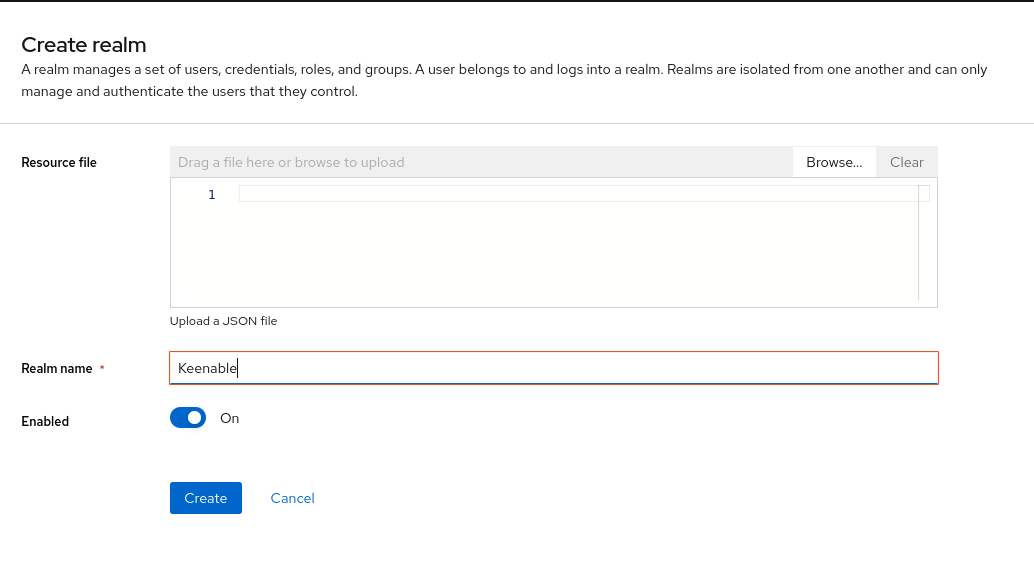 Create realm
A realm manages a set of users, credentials, roles, and groups. A user belongs to and logs into a realm. Realms are isolated from one another and can only
manage and authenticate the users that they control.
Resource file
Drag a file here or browse to upload
Browse...
Clear
1
Upload a JSON file
Realm name *
Keenable
Enabled
On
Create
Cancel